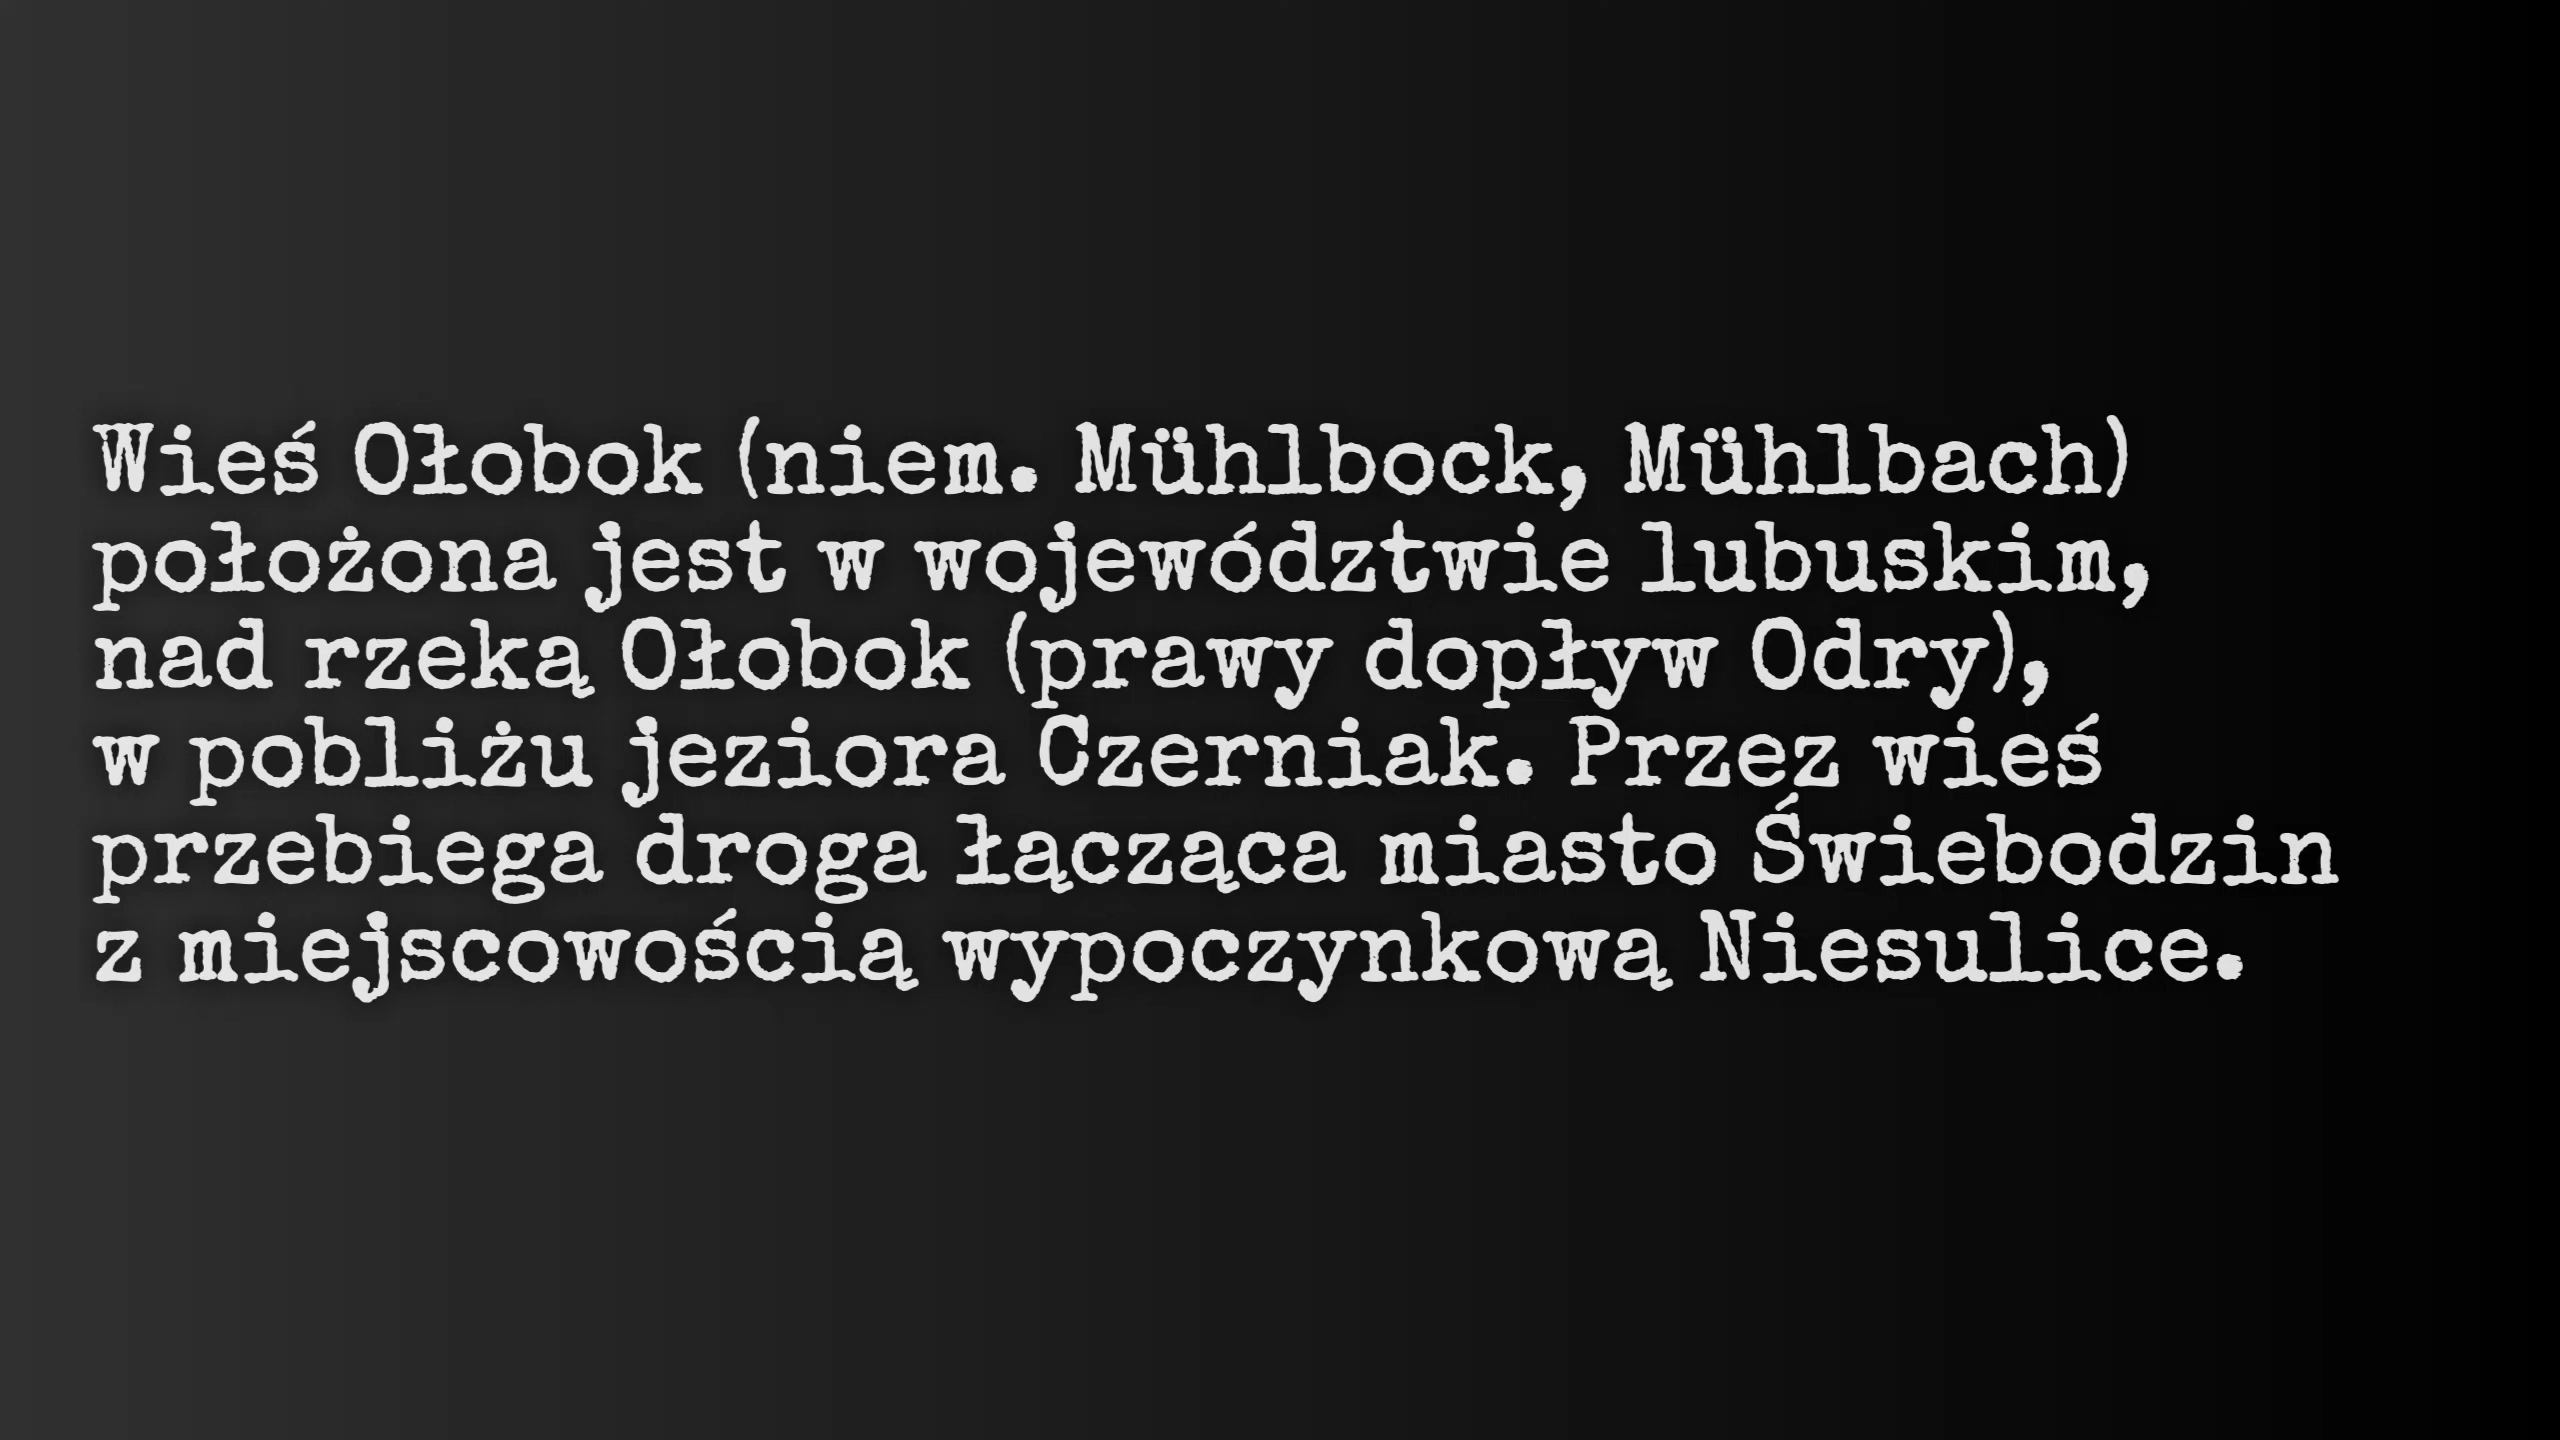 Wieś Ołobok (niem. Mühlbock, Mühlbach)
położona jest w województwie lubuskim,
nad rzeką Ołobok (prawy dopływ Odry),
w pobliżu jeziora Czerniak. Przez wieś
przebiega droga łącząca miasto Świebodzin
z miejscowością wypoczynkową Niesulice.